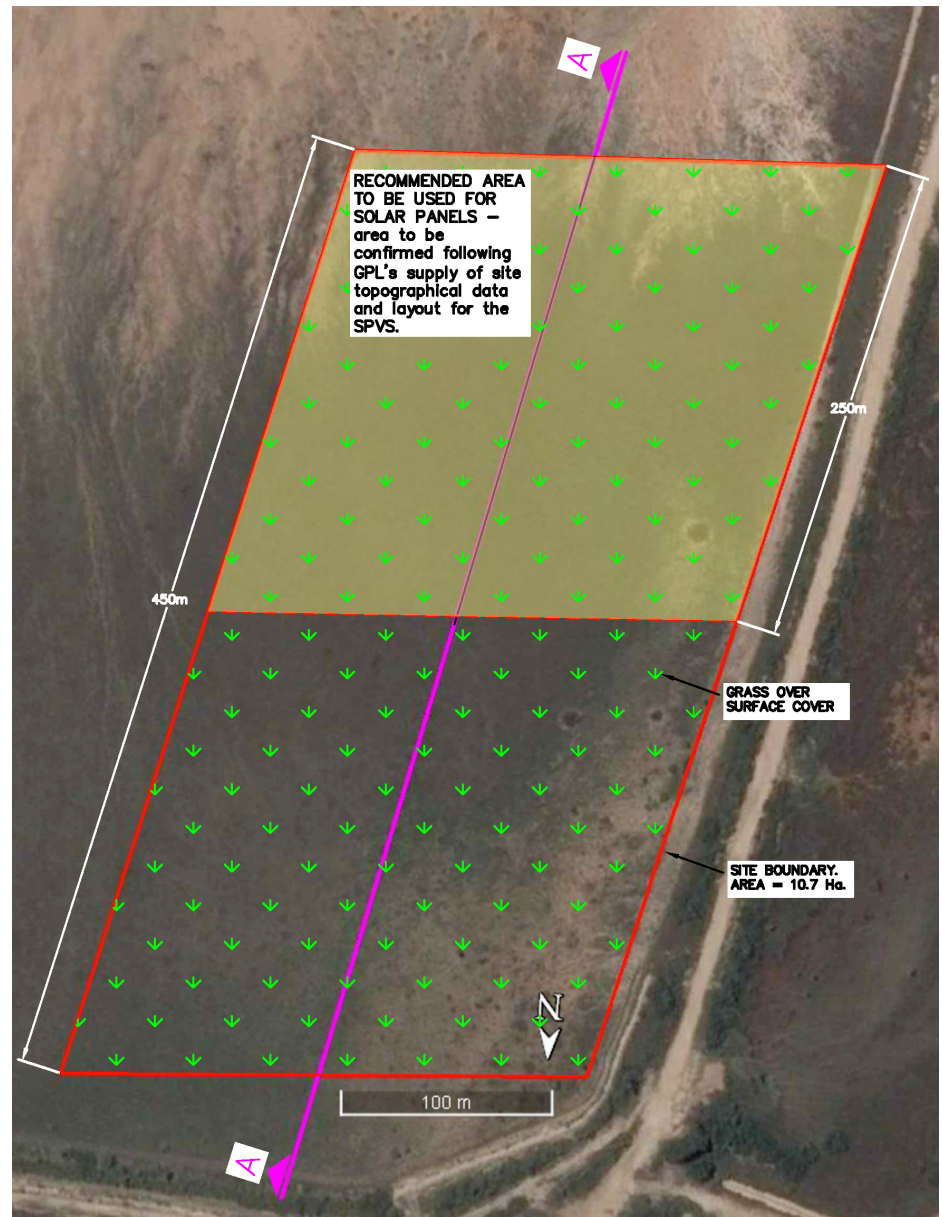 A
RECOMMENDED AREA
TO BE USED FOR
SOLAR PANELS –
area to be
confirmed following
GPL's supply of site
topographical data
and layout for the
SPVS.
250m
450m
GRASS OVER
SURFACE COVER
SITE BOUNDARY.
AREA = 10.7 Ha.
N
100 m
A